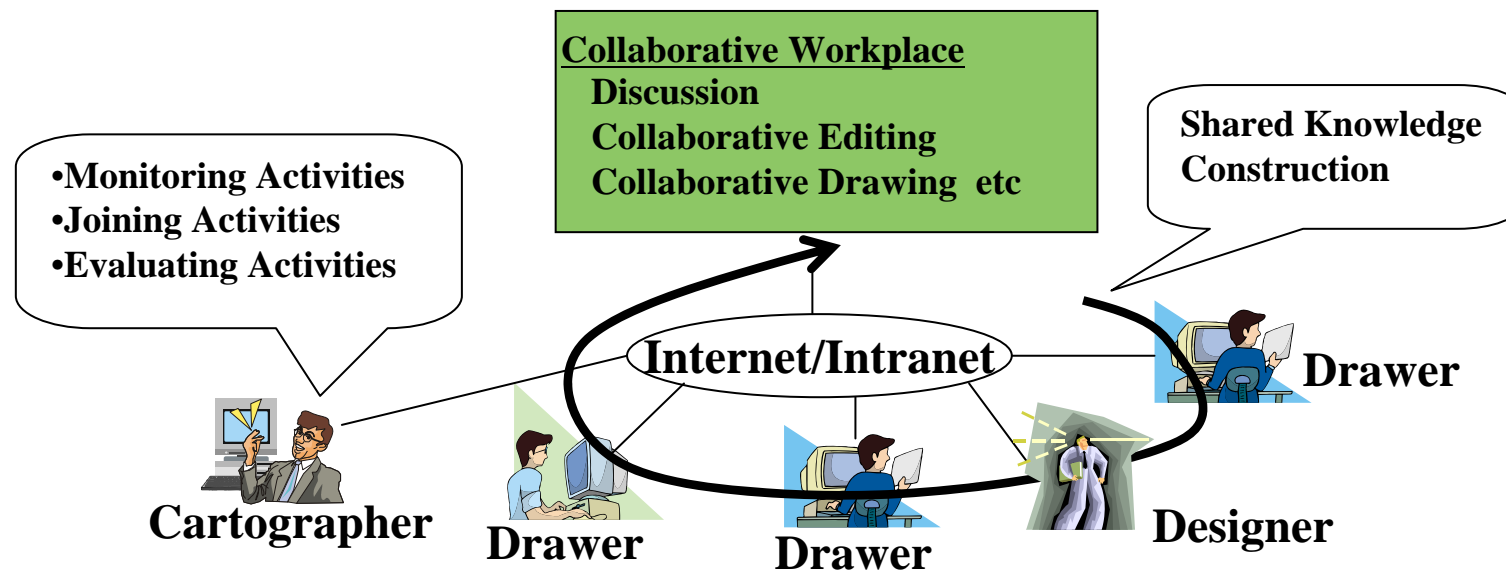 Collaborative Workplace
Discussion
Collaborative Editing
Collaborative Drawing etc
Shared Knowledge
Construction
•Monitoring Activities
•Joining Activities
•Evaluating Activities
Internet/Intranet
Drawer
Cartographer
Drawer
Drawer
Designer